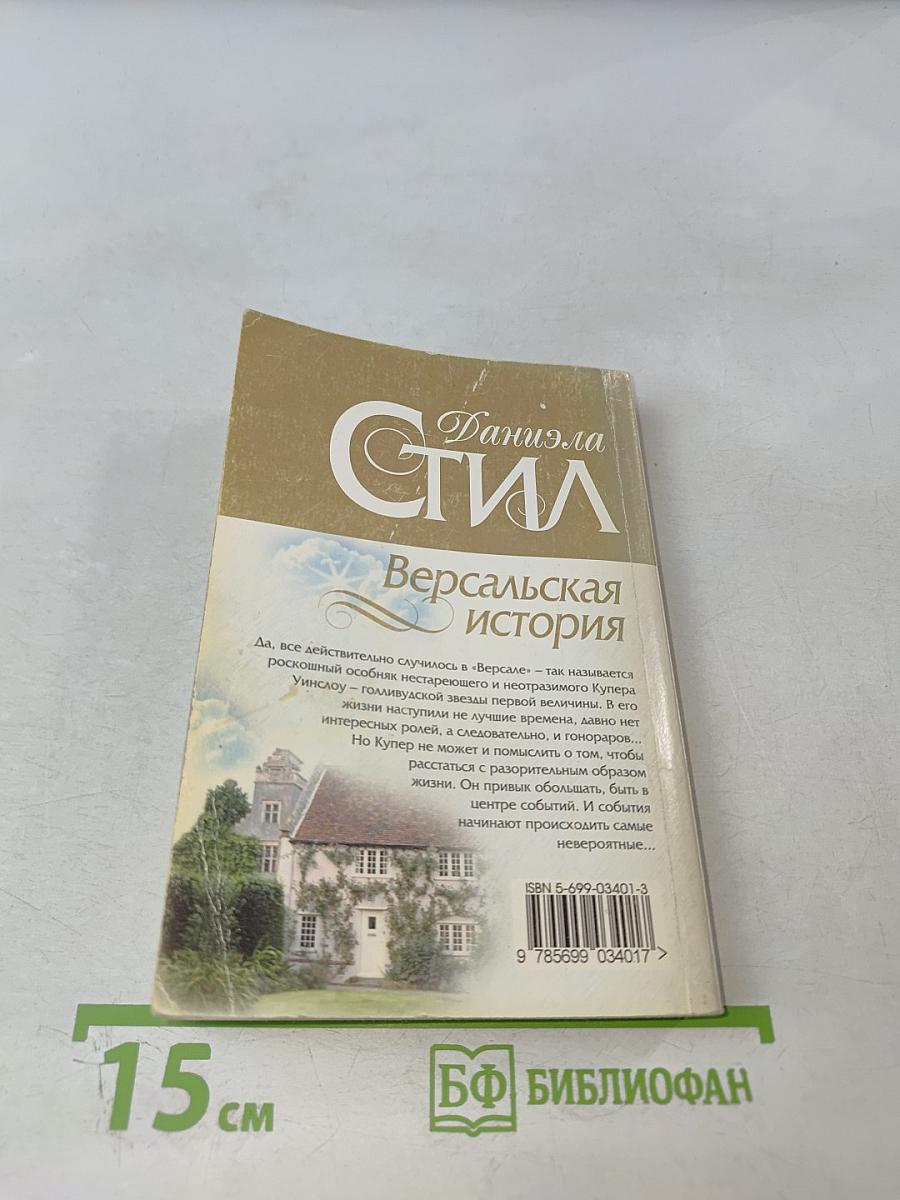 Даниэла
Стил
Версальская
история
Да, все действительно случилось в «Версале» – так называется
роскошный особняк нестареющего и неотразимого Купера
Уинслоу – голливудской звезды первой величины. В его
жизни наступили не лучшие времена, давно нет
интересных ролей, а следовательно, и гонораров...
Но Купер не может и помыслить о том, чтобы
расстаться с разорительным образом
жизни. Он привык обольщать, быть в
центре событий. И события
начинают происходить самые
невероятные...
ISBN 5-699-03401-3
9 785699 034017 >
15 см
БФ БИБЛИОФАН